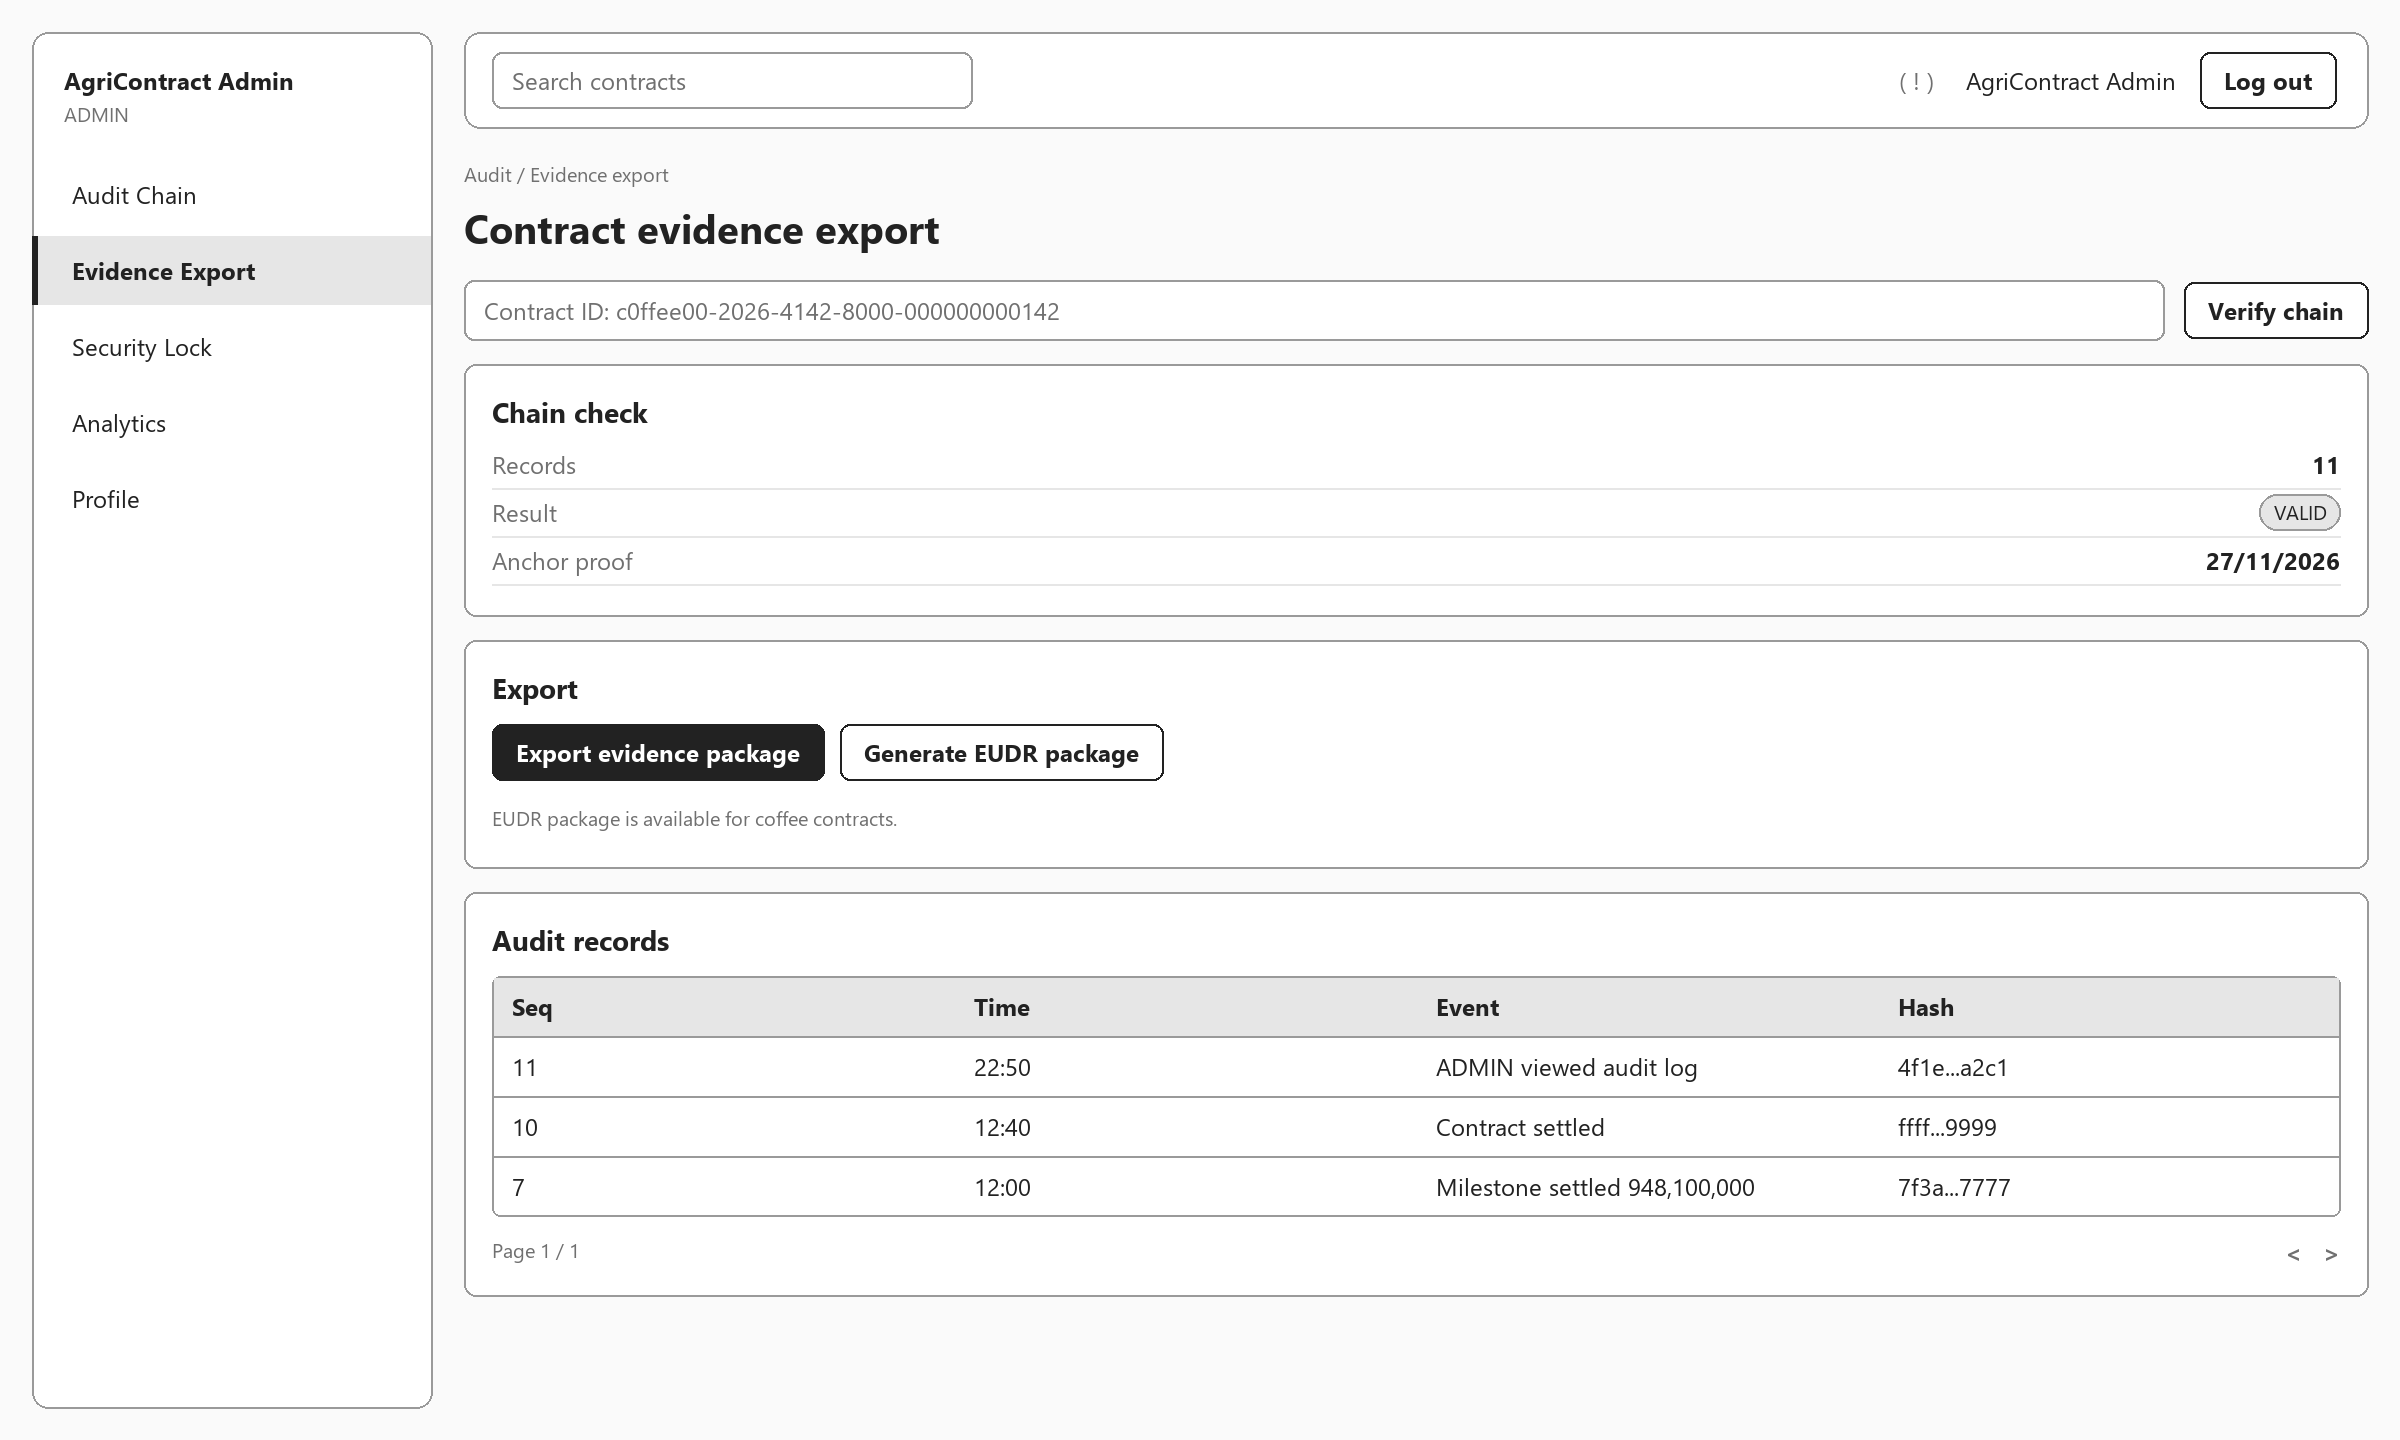 AgriContract Admin
ADMIN
Audit Chain
Evidence Export
Security Lock
Analytics
Profile
Search contracts
( ! ) AgriContract Admin Log out
Audit / Evidence export
Contract evidence export
Contract ID: c0ffee00-2026-4142-8000-000000000142 Verify chain
Chain check
Records 11
Result VALID
Anchor proof 27/11/2026
Export
Export evidence package Generate EUDR package
EUDR package is available for coffee contracts.
Audit records
Seq Time Event Hash
11 22:50 ADMIN viewed audit log 4f1e...a2c1
10 12:40 Contract settled ffff...9999
7 12:00 Milestone settled 948,100,000 7f3a...7777
Page 1 / 1 < >